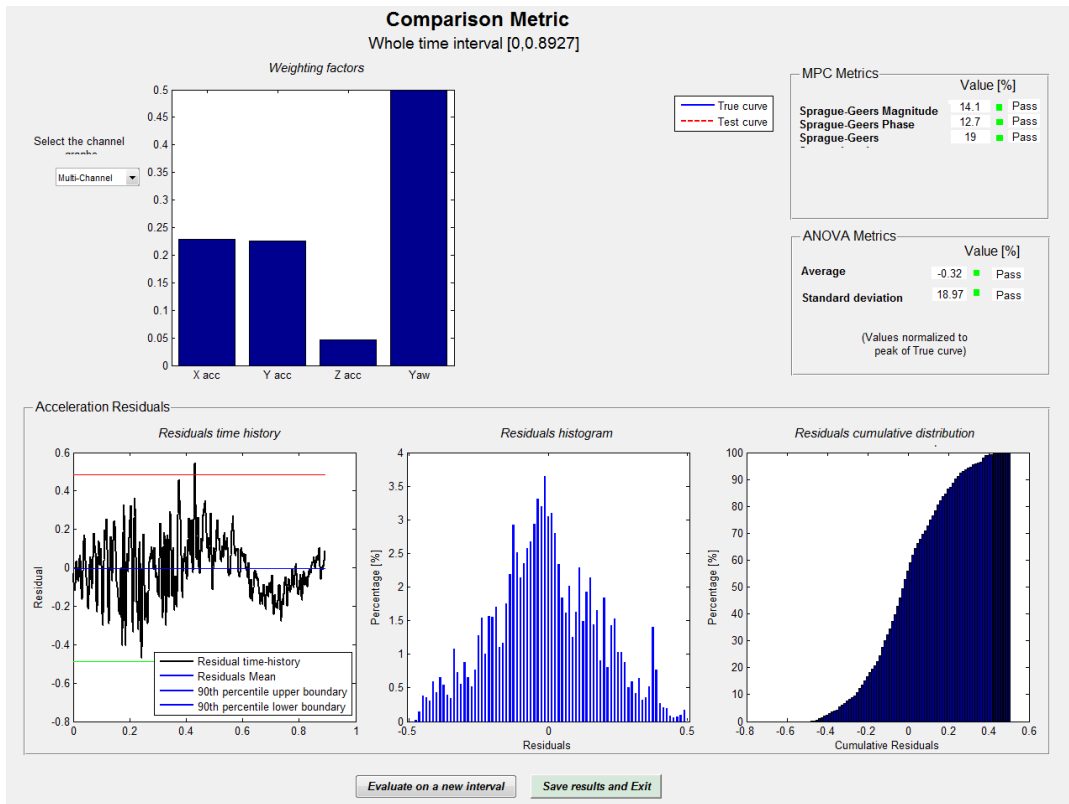 Comparison Metric
Whole time interval [0,0.8927]
Weighting factors
Select the channel
Multi-Channel
0.5
0.45
0.4
0.35
0.3
0.25
0.2
0.15
0.1
0.05
0
X acc Y acc Z acc Yaw
True curve
Test curve
MPC Metrics
Value [%]
Sprague-Geers Magnitude 14.1 Pass
Sprague-Geers Phase 12.7 Pass
Sprague-Geers 19 Pass
ANOVA Metrics
Value [%]
Average -0.32 Pass
Standard deviation 18.97 Pass
(Values normalized to
peak of True curve)
Acceleration Residuals
Residuals time history
Residual
0.6
0.4
0.2
0
-0.2
-0.4
-0.6
-0.8
0 0.2 0.4 0.6 0.8 1
Residual time-history
Residuals Mean
90th percentile upper boundary
90th percentile lower boundary
Residuals histogram
Percentage [%]
4
3.5
3
2.5
2
1.5
1
0.5
0
-0.5 0 0.5
Residuals
Residuals cumulative distribution
Percentage [%]
100
90
80
70
60
50
40
30
20
10
0
-0.8 -0.6 -0.4 -0.2 0 0.2 0.4 0.6
Cumulative Residuals
Evaluate on a new interval
Save results and Exit